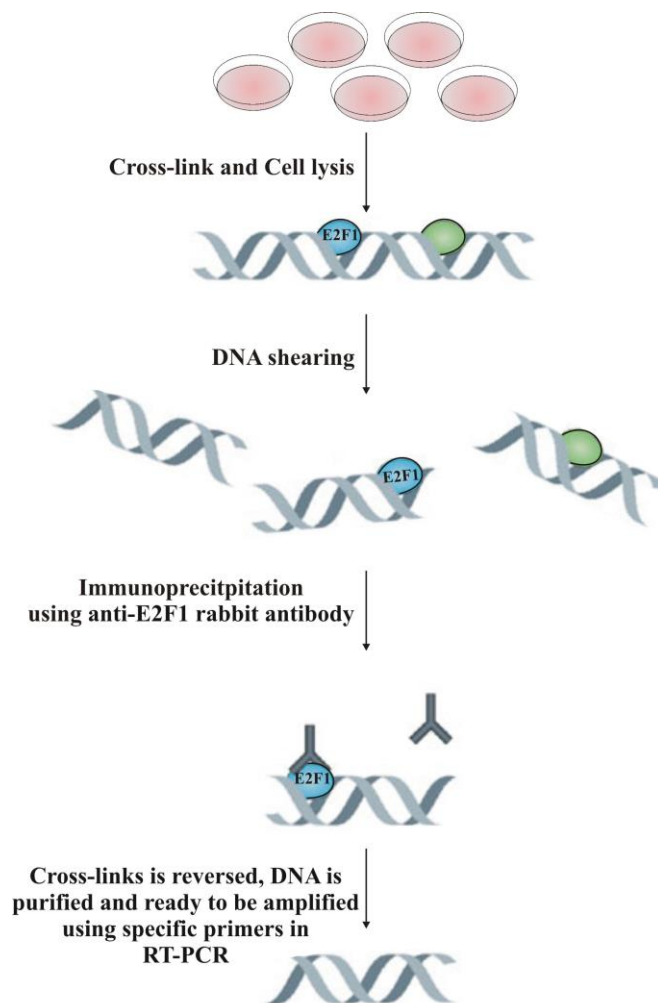 Cross-link and Cell lysis
E2F1
DNA shearing
E2F1
Immunoprecitpitation
using anti-E2F1 rabbit antibody
E2F1
Cross-links is reversed, DNA is
purified and ready to be amplified
using specific primers in
RT-PCR